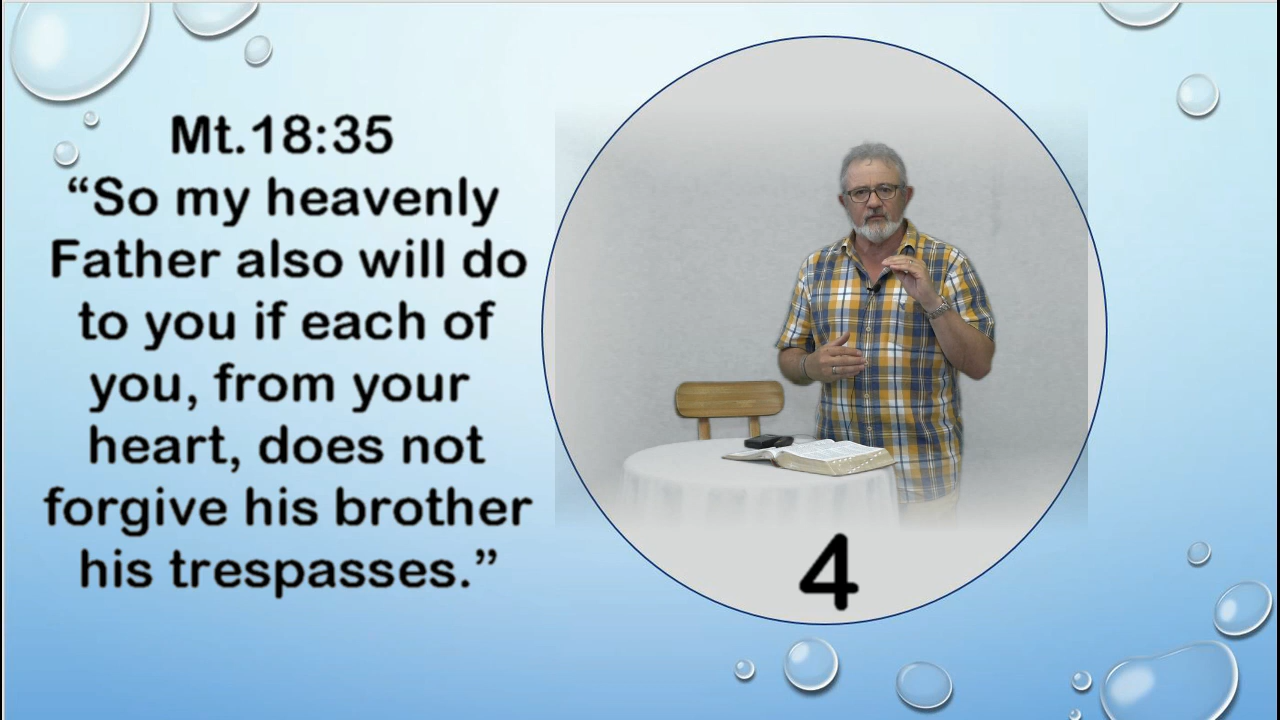 Mt.18:35
“So my heavenly
Father also will do
to you if each of
you, from your
heart, does not
forgive his brother
his trespasses.”
4